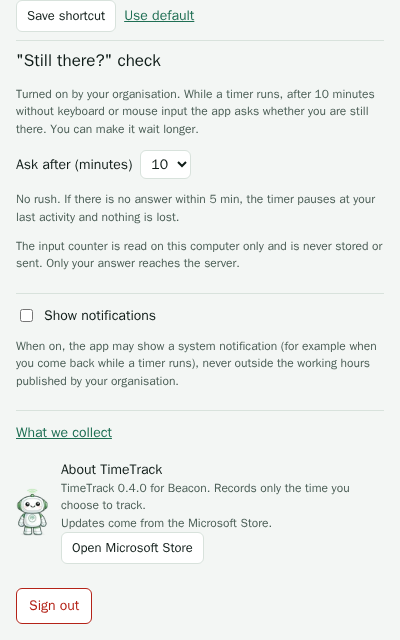 Save shortcut Use default
"Still there?" check
Turned on by your organisation. While a timer runs, after 10 minutes
without keyboard or mouse input the app asks whether you are still
there. You can make it wait longer.
Ask after (minutes) 10
No rush. If there is no answer within 5 min, the timer pauses at your
last activity and nothing is lost.
The input counter is read on this computer only and is never stored or
sent. Only your answer reaches the server.
Show notifications
When on, the app may show a system notification (for example when
you come back while a timer runs), never outside the working hours
published by your organisation.
What we collect
About TimeTrack
TimeTrack 0.4.0 for Beacon. Records only the time you
choose to track.
Updates come from the Microsoft Store.
Open Microsoft Store
Sign out